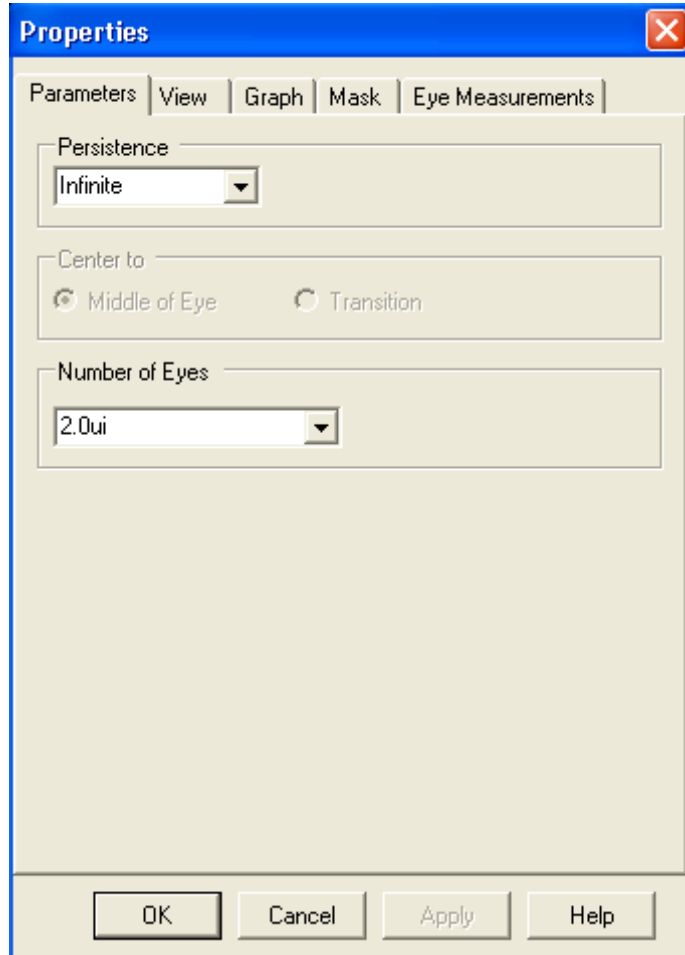 Properties
Parameters View Graph Mask Eye Measurements
Persistence
Infinite
Center to
Middle of Eye Transition
Number of Eyes
2.0ui
OK Cancel Apply Help